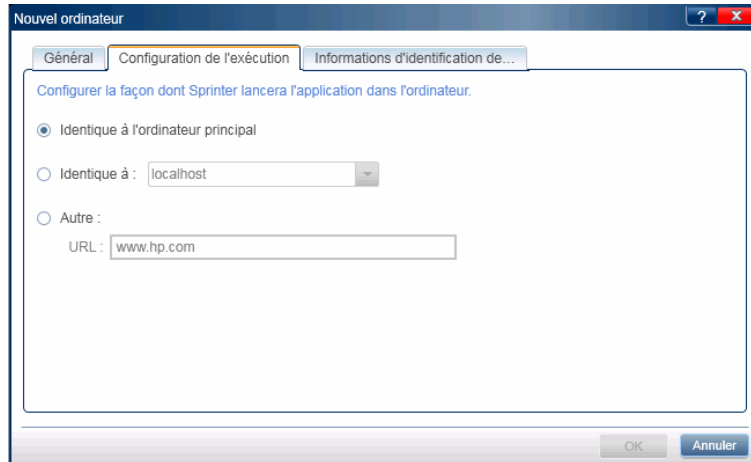 Nouvel ordinateur
?
X
Général
Configuration de l'exécution
Informations d'identification de...
Configurer la façon dont Sprinter lancera l'application dans l'ordinateur.
Identique à l'ordinateur principal
Identique à : localhost
Autre :
URL : www.hp.com
OK
Annuler